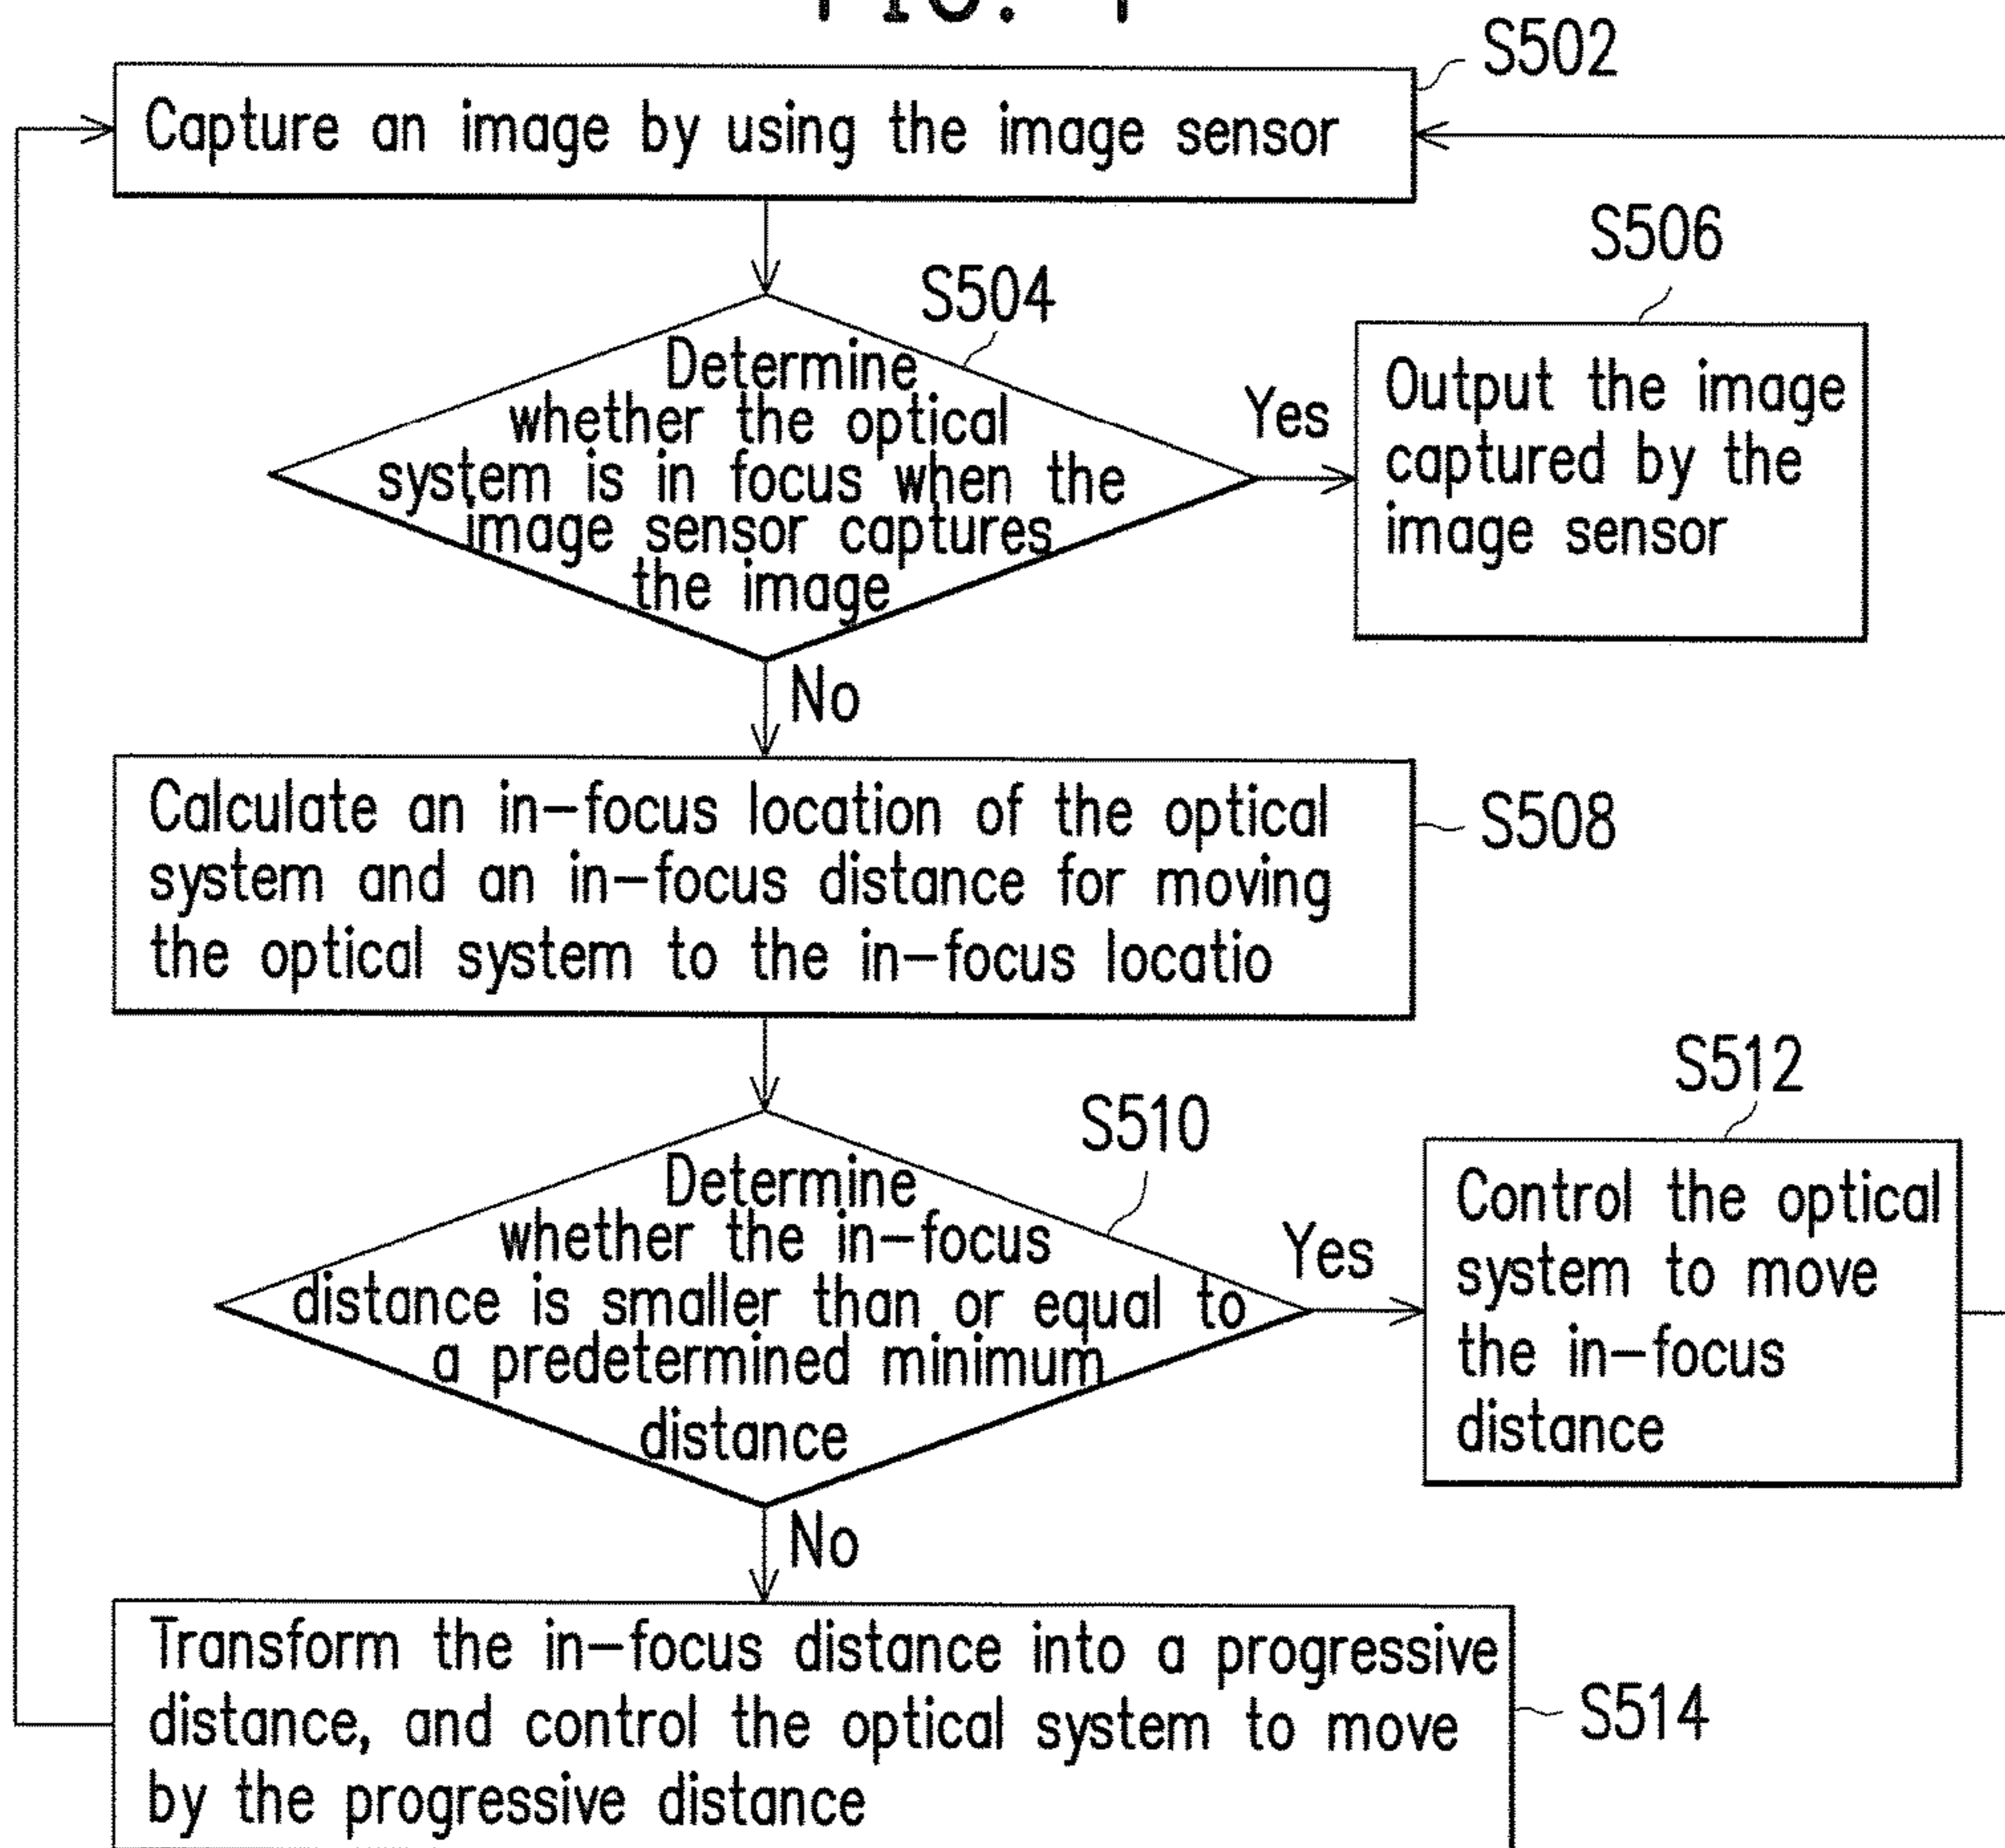 S502
Capture an image by using the image sensor
S504
Determine
whether the optical
system is in focus when the
image sensor captures
the image
Yes
S506
Output the image
captured by the
image sensor
No
Calculate an in-focus location of the optical
system and an in-focus distance for moving
the optical system to the in-focus locatio
S508
S510
Determine
whether the in-focus
distance is smaller than or equal to
a predetermined minimum
distance
Yes
S512
Control the optical
system to move
the in-focus
distance
No
Transform the in-focus distance into a progressive
distance, and control the optical system to move
by the progressive distance
S514